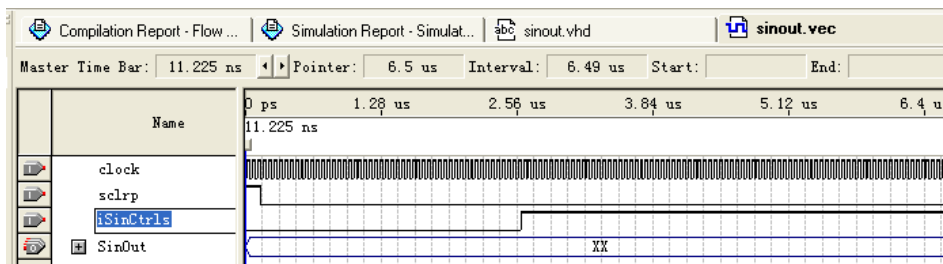 Compilation Report - Flow ... Simulation Report - Simulat... abc sinout.vhd sinout.vec
Master Time Bar: 11.225 ns Pointer: 6.5 us Interval: 6.49 us Start: End:
Name
0 ps 1.28 us 2.56 us 3.84 us 5.12 us 6.4 u
11.225 ns
clock
sclrp
iSinCtrls
SinOut XX